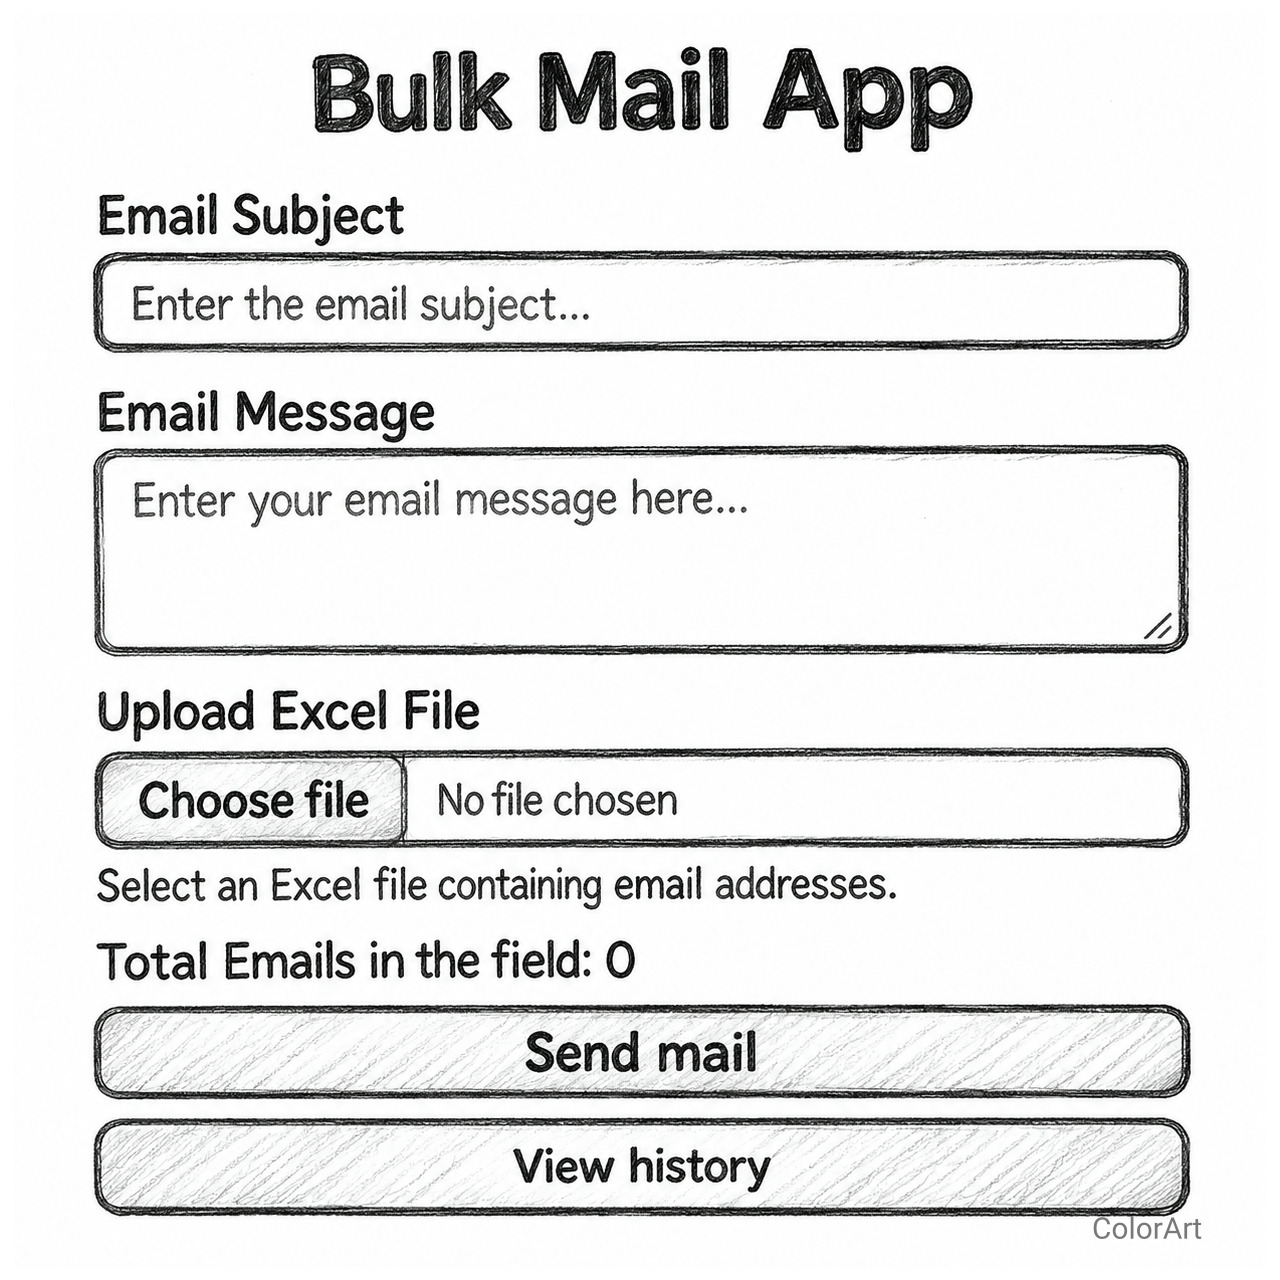 Bulk Mail App
Email Subject
Enter the email subject...
Email Message
Enter your email message here...
Upload Excel File
Choose file No file chosen
Select an Excel file containing email addresses.
Total Emails in the field: 0
Send mail
View history
ColorArt